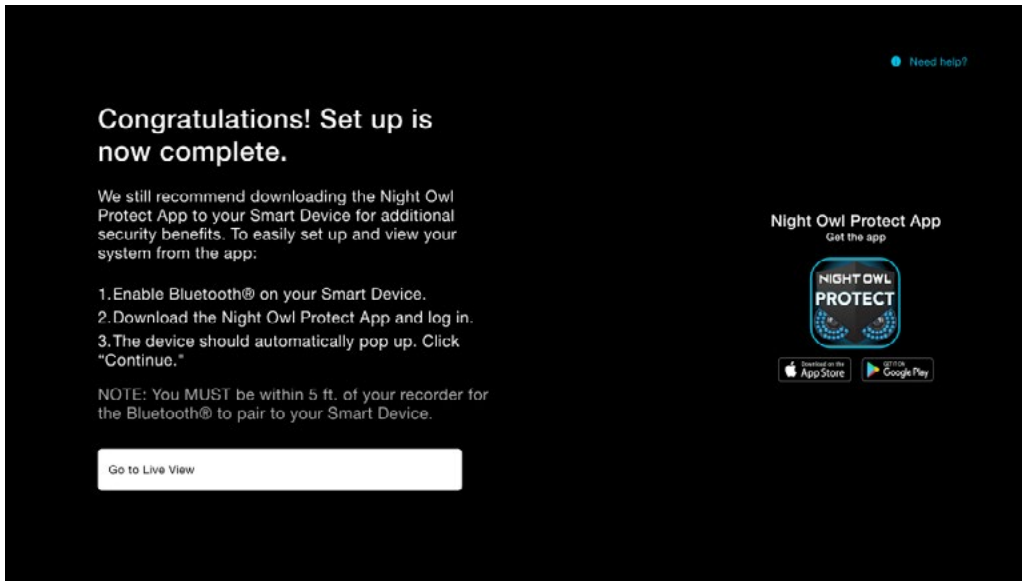 Need help?
Congratulations! Set up is
now complete.
We still recommend downloading the Night Owl
Protect App to your Smart Device for additional
security benefits. To easily set up and view your
system from the app:
1.Enable Bluetooth® on your Smart Device.
2.Download the Night Owl Protect App and log in.
3.The device should automatically pop up. Click
"Continue."
NOTE: You MUST be within 5 ft. of your recorder for
the Bluetooth® to pair to your Smart Device.
Go to Live View
Night Owl Protect App
Get the app
NIGHT OWL
PROTECT
Download on the
App Store
GET IT ON
Google Play